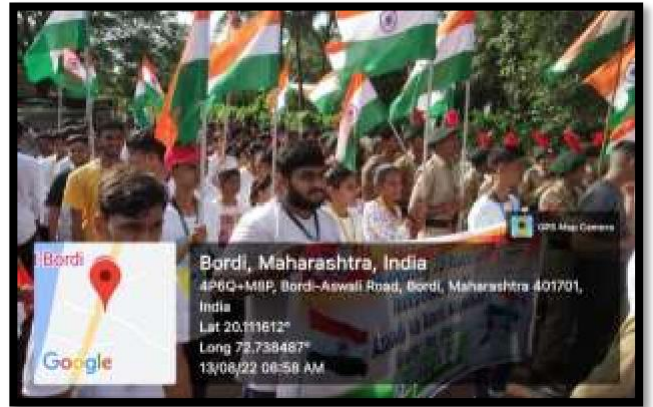 GPS Map Camera
Bordi
Google
Bordi, Maharashtra, India
4P6Q+M8P, Bordi-Aswali Road, Bordi, Maharashtra 401701,
India
Lat 20.111612°
Long 72.738487°
13/08/22 08:58 AM